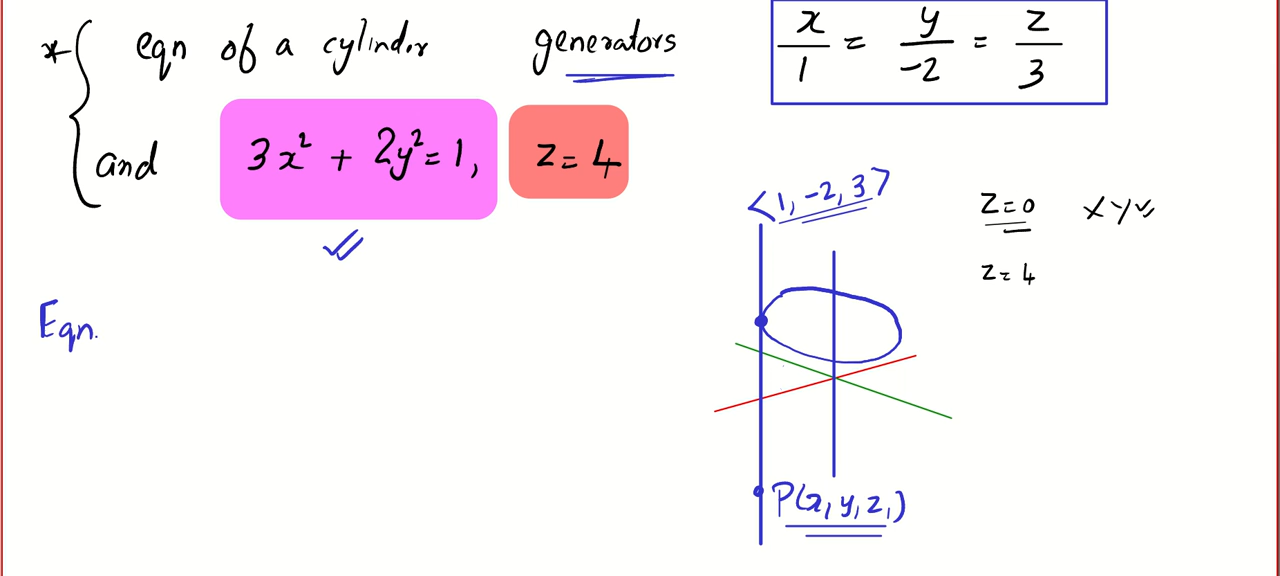 * eqn of a cylinder generators x/1 = y/-2 = z/3
and 3x² + 2y² = 1, z = 4
<1, -2, 3>
z=0 xy
z=4
Eqn.
P(x₁ y₁ z₁)